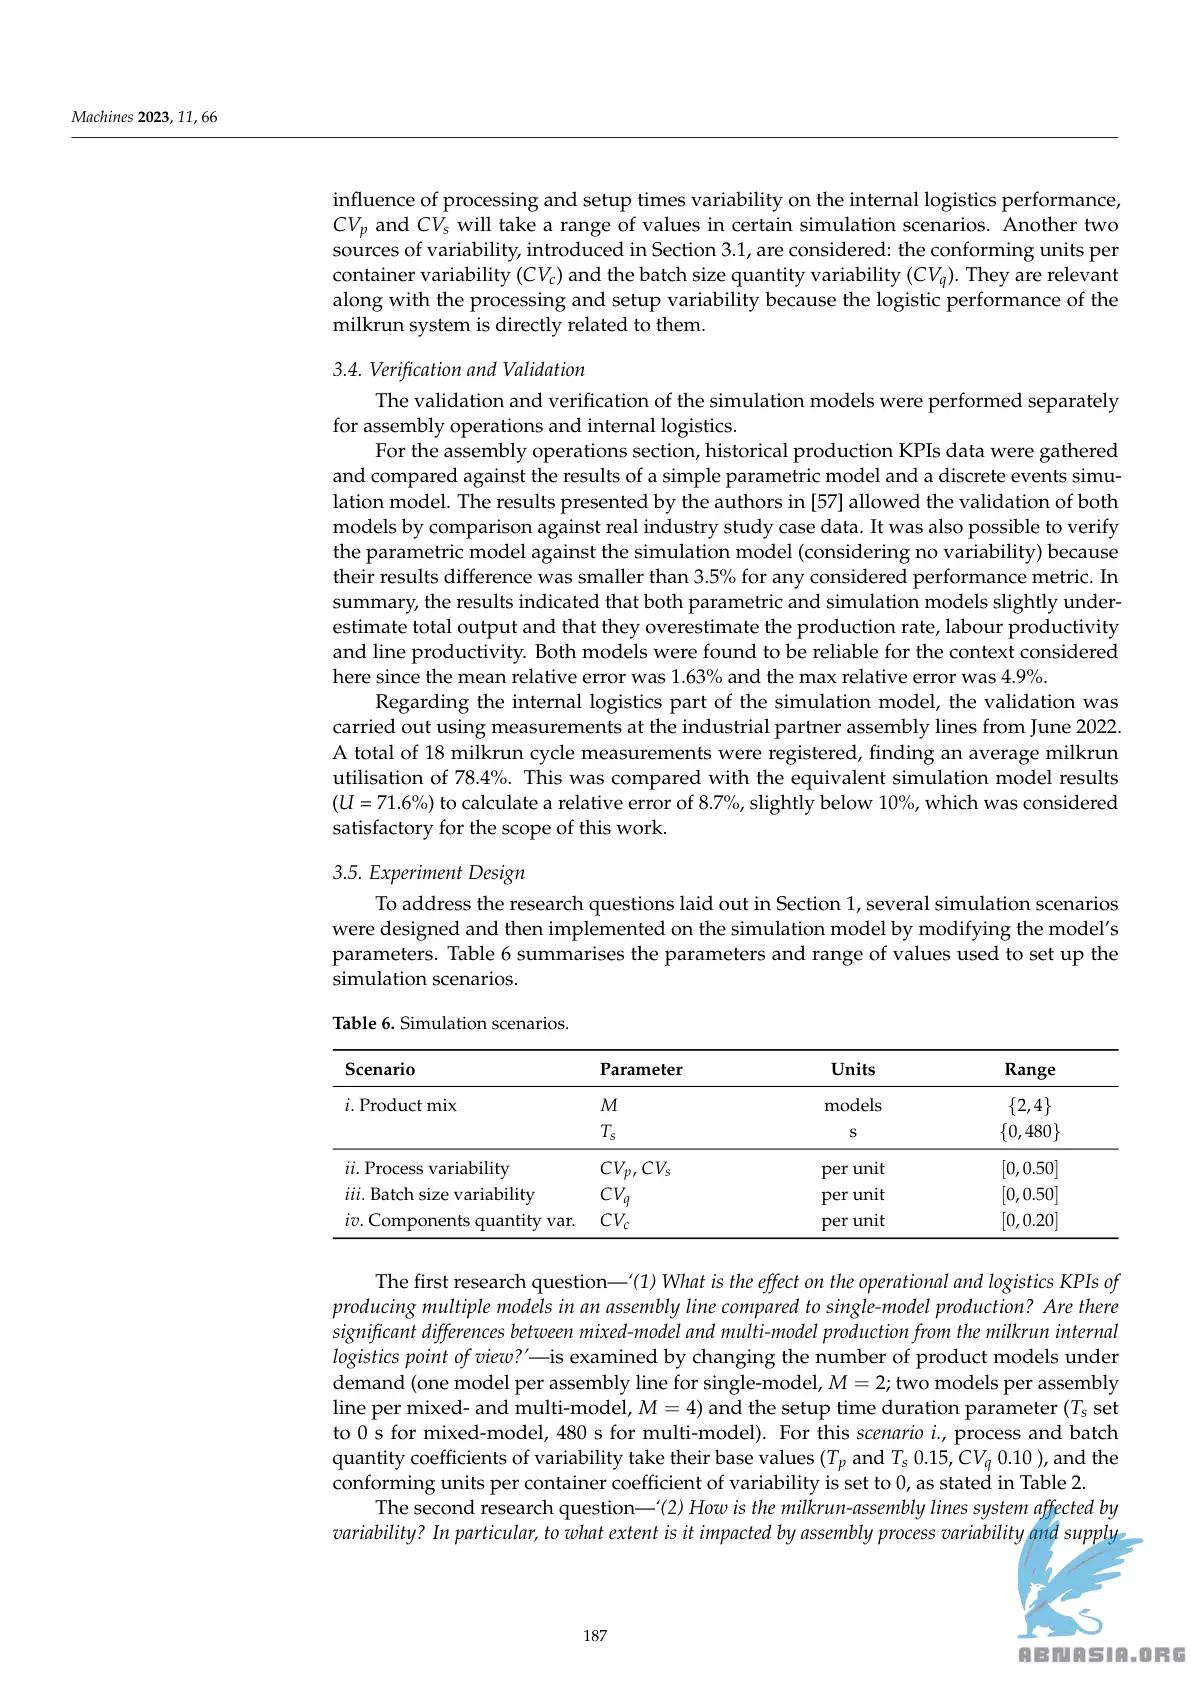 Machines 2023, 11, 66
influence of processing and setup times variability on the internal logistics performance,
CVp and CVs will take a range of values in certain simulation scenarios. Another two
sources of variability, introduced in Section 3.1, are considered: the conforming units per
container variability (CVc) and the batch size quantity variability (CVq). They are relevant
along with the processing and setup variability because the logistic performance of the
milkrun system is directly related to them.
3.4. Verification and Validation
The validation and verification of the simulation models were performed separately
for assembly operations and internal logistics.
For the assembly operations section, historical production KPIs data were gathered
and compared against the results of a simple parametric model and a discrete events simu-
lation model. The results presented by the authors in [57] allowed the validation of both
models by comparison against real industry study case data. It was also possible to verify
the parametric model against the simulation model (considering no variability) because
their results difference was smaller than 3.5% for any considered performance metric. In
summary, the results indicated that both parametric and simulation models slightly under-
estimate total output and that they overestimate the production rate, labour productivity
and line productivity. Both models were found to be reliable for the context considered
here since the mean relative error was 1.63% and the max relative error was 4.9%.
Regarding the internal logistics part of the simulation model, the validation was
carried out using measurements at the industrial partner assembly lines from June 2022.
A total of 18 milkrun cycle measurements were registered, finding an average milkrun
utilisation of 78.4%. This was compared with the equivalent simulation model results
(U = 71.6%) to calculate a relative error of 8.7%, slightly below 10%, which was considered
satisfactory for the scope of this work.
3.5. Experiment Design
To address the research questions laid out in Section 1, several simulation scenarios
were designed and then implemented on the simulation model by modifying the model's
parameters. Table 6 summarises the parameters and range of values used to set up the
simulation scenarios.
Table 6. Simulation scenarios.
Scenario Parameter Units Range
i. Product mix M models {2, 4}
Ts s {0, 480}
ii. Process variability CVp, CVs per unit [0, 0.50]
iii. Batch size variability CVq per unit [0, 0.50]
iv. Components quantity var. CVc per unit [0, 0.20]
The first research question—'(1) What is the effect on the operational and logistics KPIs of
producing multiple models in an assembly line compared to single-model production? Are there
significant differences between mixed-model and multi-model production from the milkrun internal
logistics point of view?'—is examined by changing the number of product models under
demand (one model per assembly line for single-model, M = 2; two models per assembly
line per mixed- and multi-model, M = 4) and the setup time duration parameter (Ts set
to 0 s for mixed-model, 480 s for multi-model). For this scenario i., process and batch
quantity coefficients of variability take their base values (Tp and Ts 0.15, CVq 0.10 ), and the
conforming units per container coefficient of variability is set to 0, as stated in Table 2.
The second research question—'(2) How is the milkrun-assembly lines system affected by
variability? In particular, to what extent is it impacted by assembly process variability and supply
187
ABNASIA.ORG